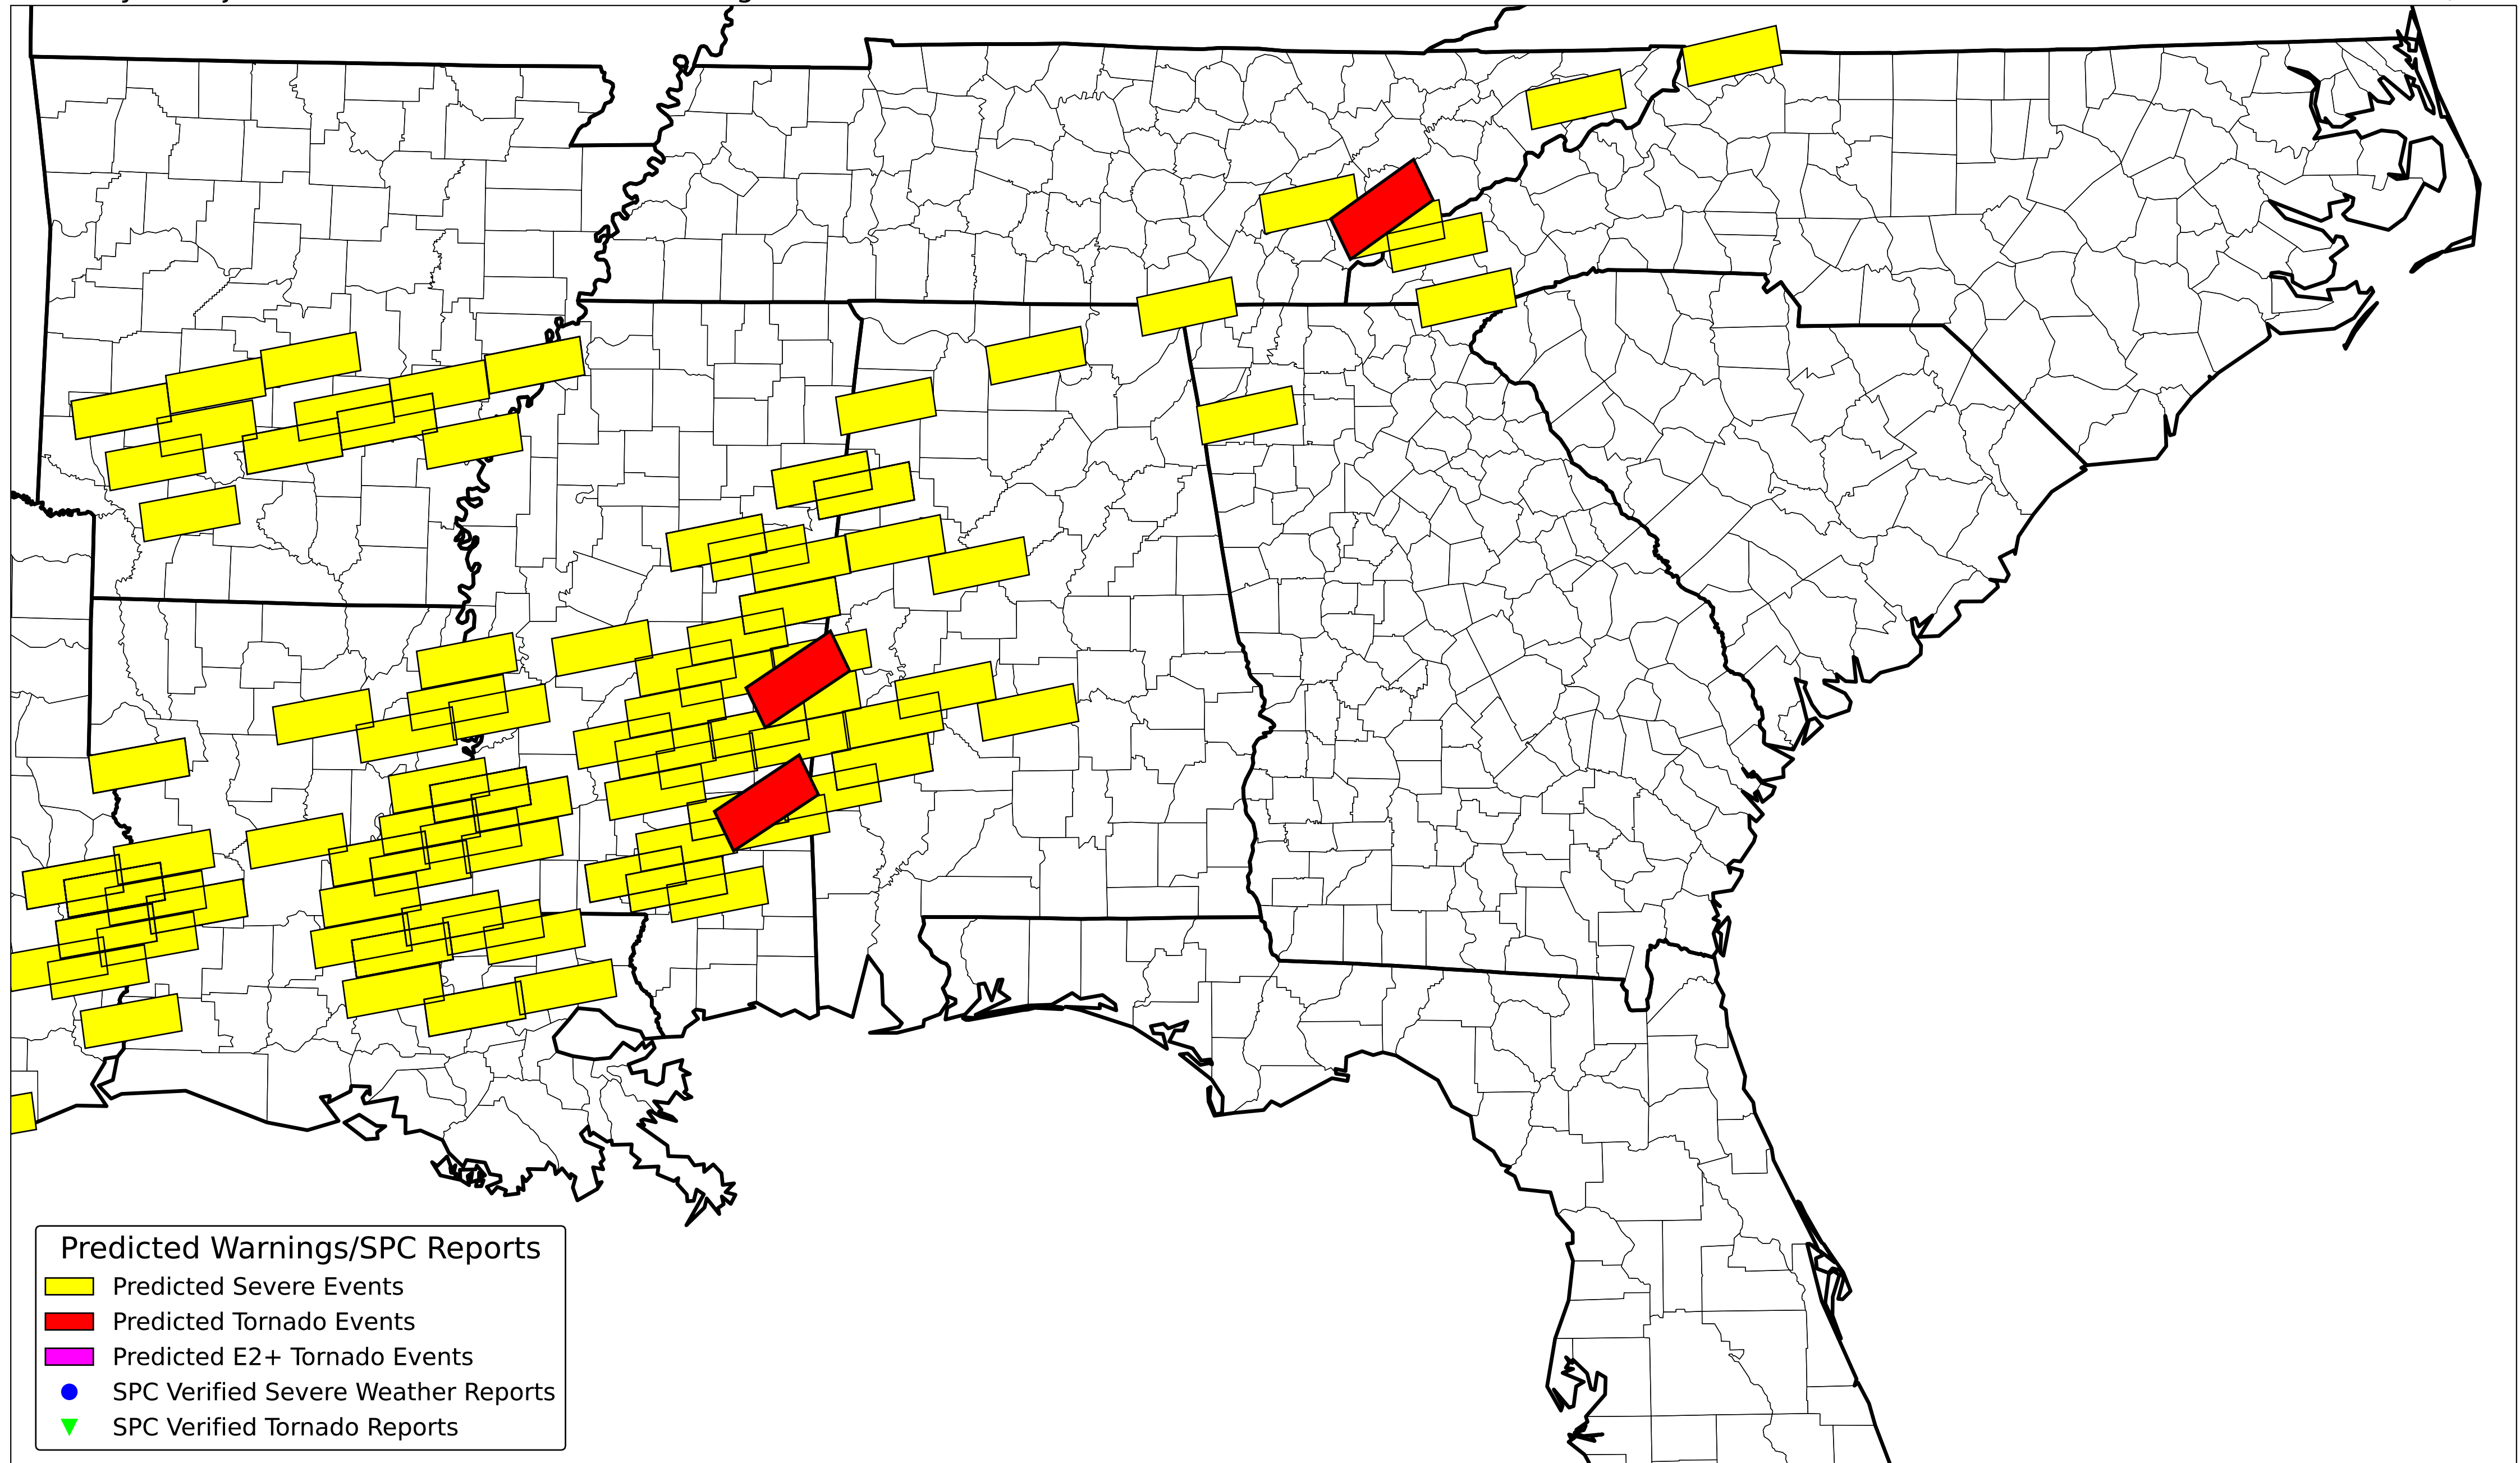 Predicted Warnings/SPC Reports
Predicted Severe Events
Predicted Tornado Events
Predicted E2+ Tornado Events
SPC Verified Severe Weather Reports
SPC Verified Tornado Reports